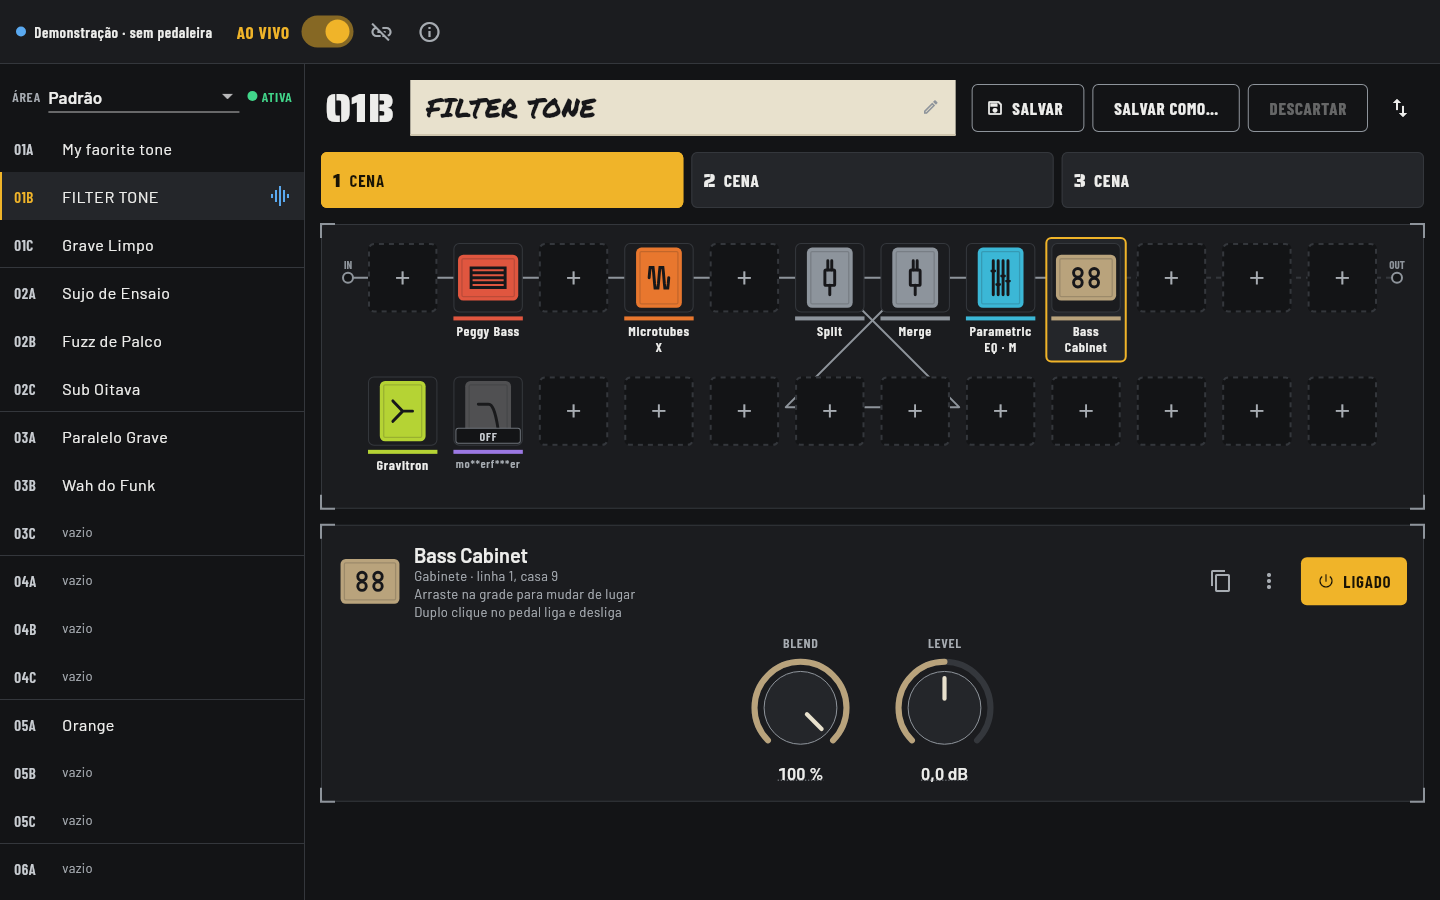 Demonstração · sem pedaleira
AO VIVO
ÁREA Padrão ATIVA
01A My faorite tone
01B FILTER TONE
01C Grave Limpo
02A Sujo de Ensaio
02B Fuzz de Palco
02C Sub Oitava
03A Paralelo Grave
03B Wah do Funk
03C vazio
04A vazio
04B vazio
04C vazio
05A Orange
05B vazio
05C vazio
06A vazio
01B FILTER TONE
SALVAR
SALVAR COMO...
DESCARTAR
1 CENA
2 CENA
3 CENA
IN
OUT
Peggy Bass
Microtubes
X
Split
Merge
Parametric
EQ · M
Bass
Cabinet
OFF
Gravitron
mo**erf***er
Bass Cabinet
Gabinete · linha 1, casa 9
Arraste na grade para mudar de lugar
Duplo clique no pedal liga e desliga
LIGADO
BLEND
LEVEL
100 %
0,0 dB